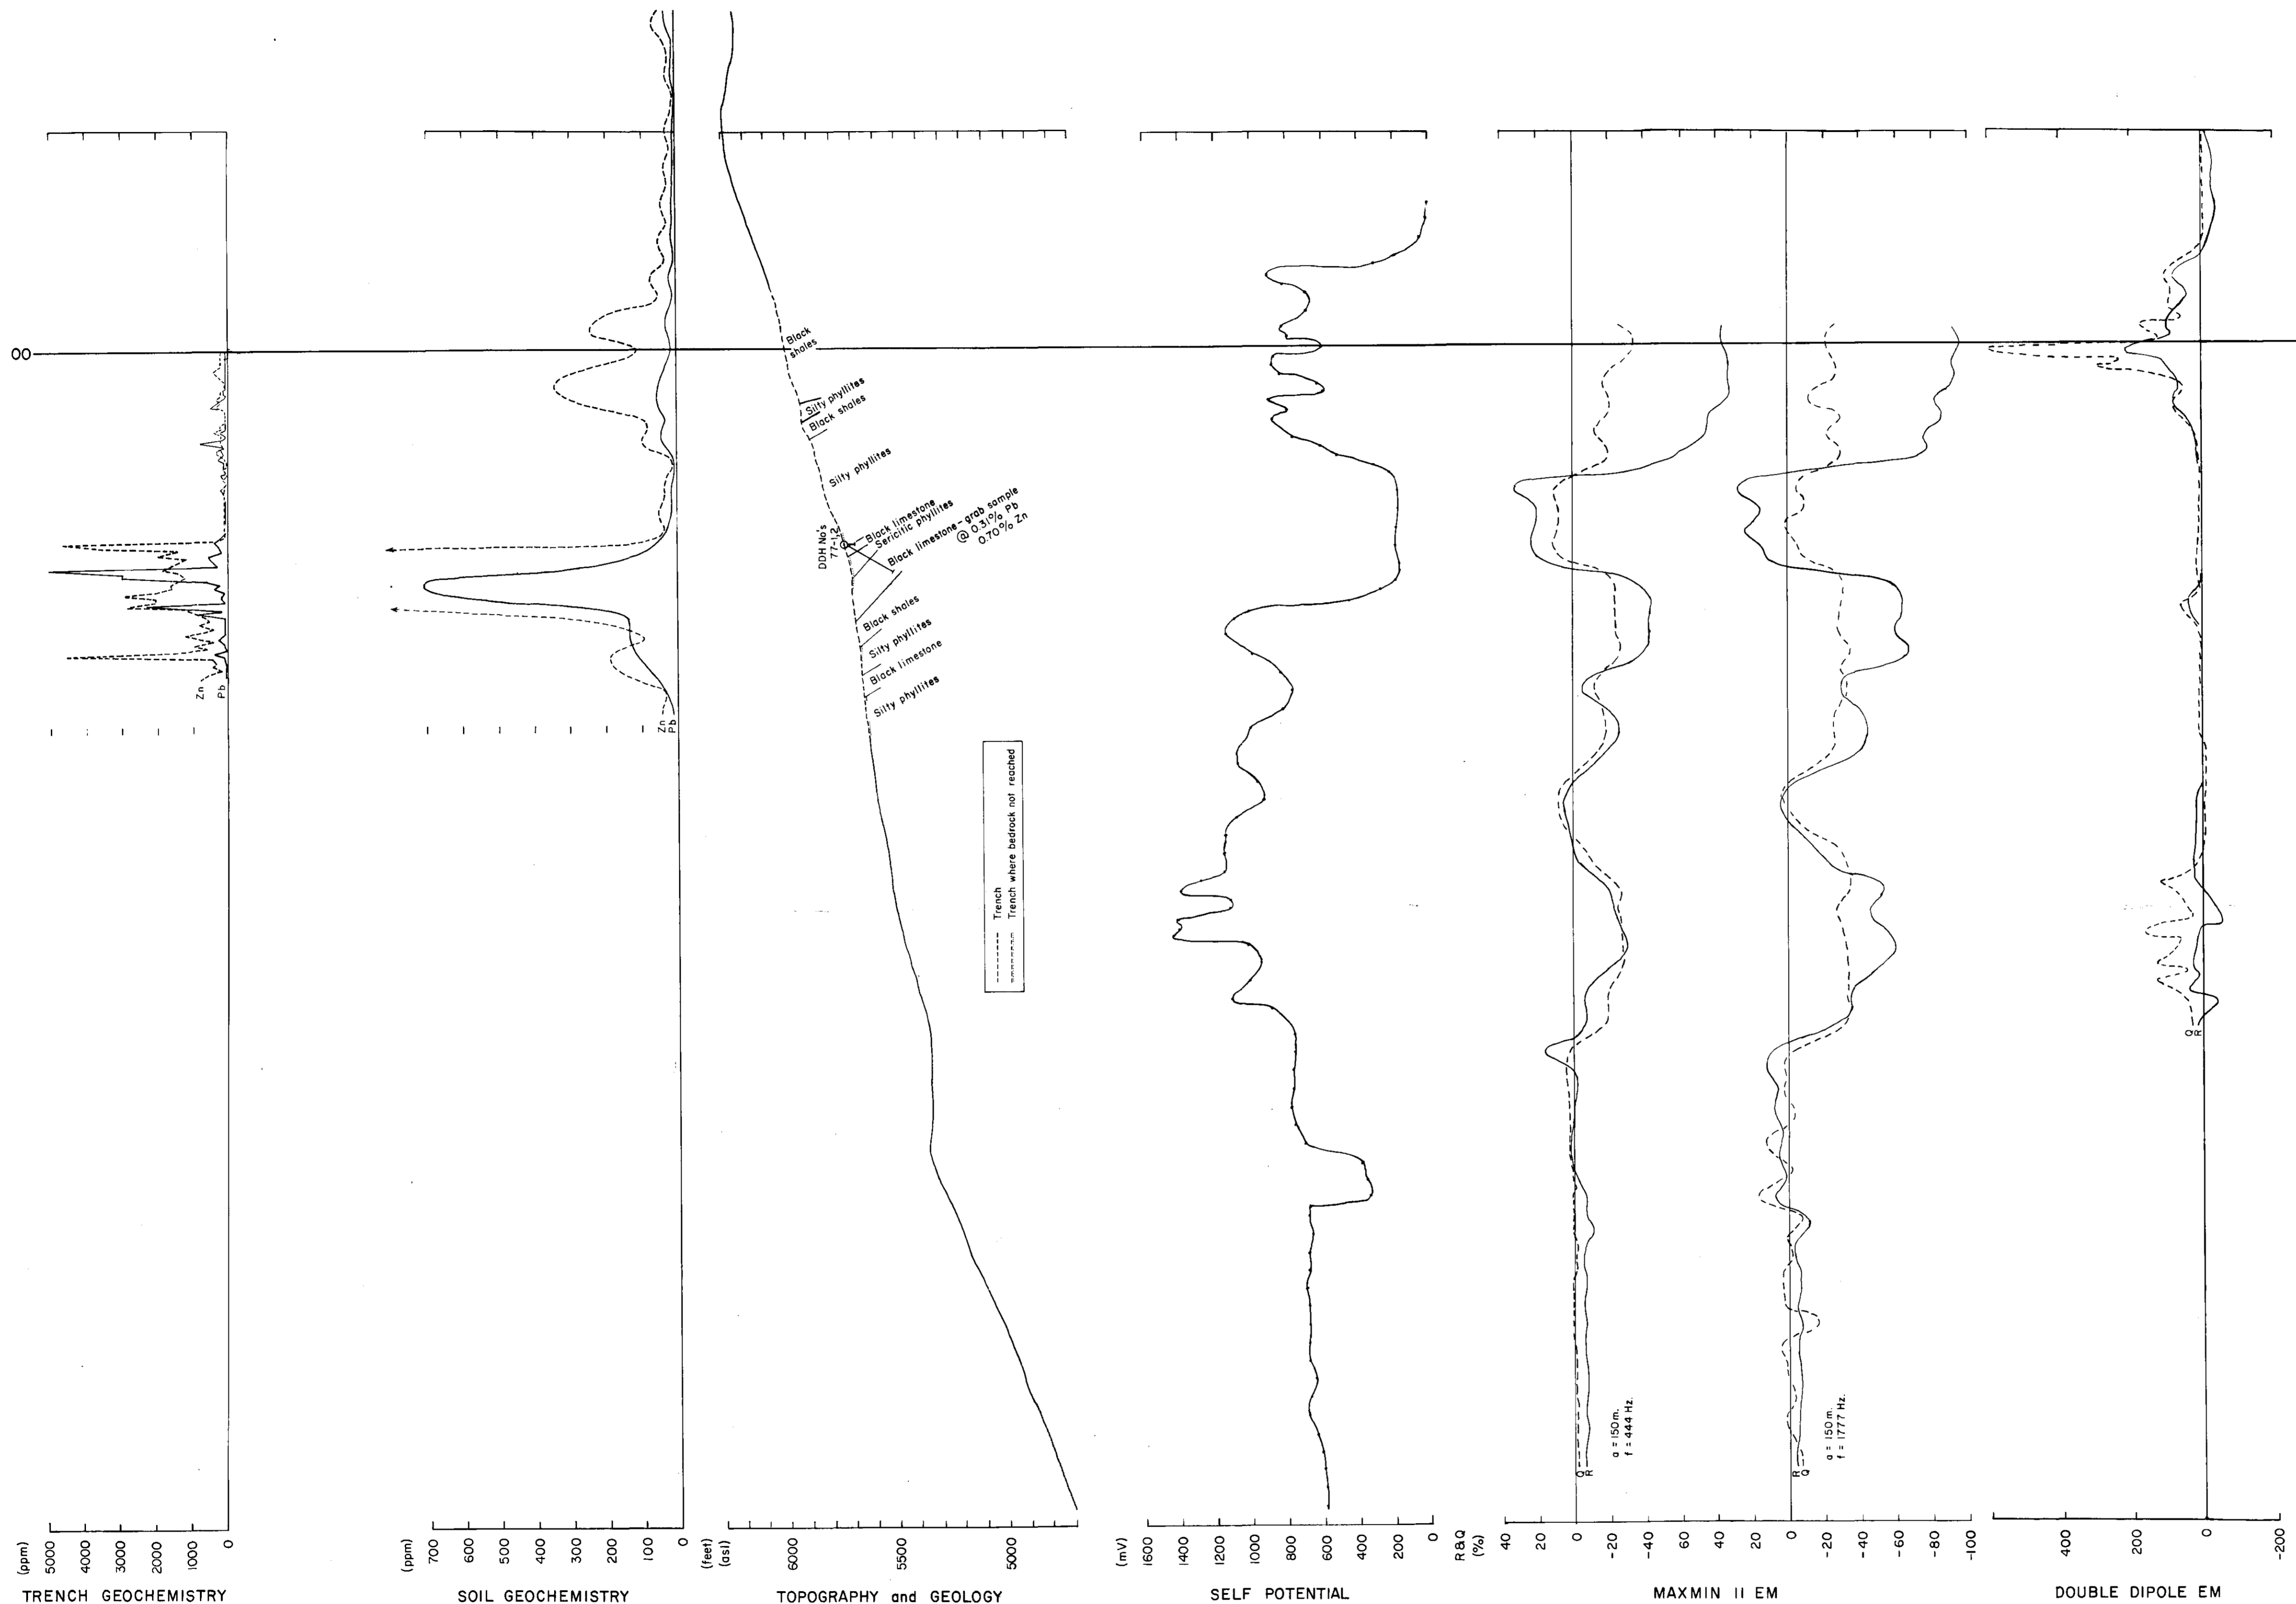 OO
(ppm)
5000
4000
3000
2000
1000
0
Zn
Pb
TRENCH GEOCHEMISTRY
(ppm)
700
600
500
400
300
200
100
0
Zn
Pb
SOIL GEOCHEMISTRY
(feet)
(asl)
6000
5500
5000
Black
shales
Silty phyllites
Black shales
Silty phyllites
DDH No's
77-1,2
Black limestone
Sericitic phyllites
Black limestone-grab sample
@ 0.31% Pb
0.70% Zn
Black shales
Silty phyllites
Black limestone
Silty phyllites
Trench
Trench where bedrock not reached
TOPOGRAPHY and GEOLOGY
(mV)
1600
1400
1200
1000
800
600
400
200
0
SELF POTENTIAL
R&Q
(%)
40
20
0
-20
-40
-60
40
20
0
-20
-40
-60
-80
-100
Q
R
a = 150m.
f = 444 Hz.
R
Q
a = 150 m.
f = 1777 Hz.
MAXMIN II EM
Q
R
400
200
0
-200
DOUBLE DIPOLE EM